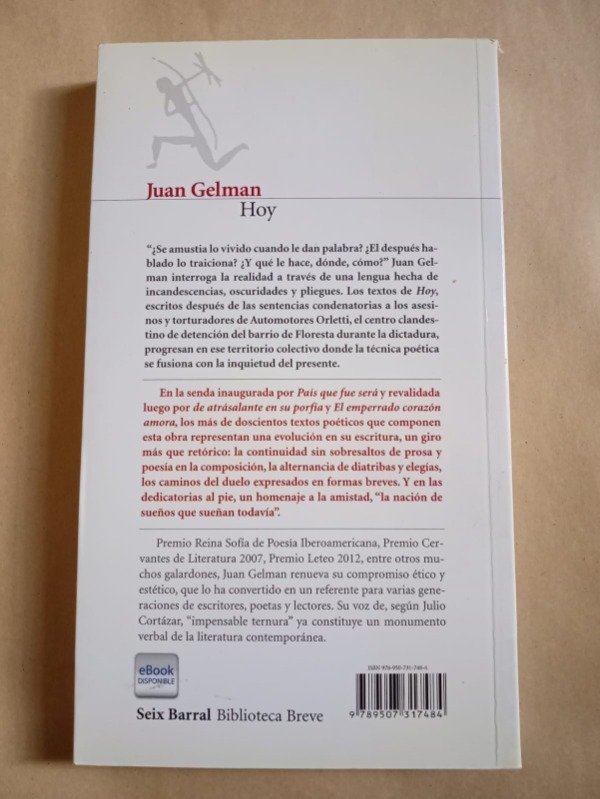 Juan Gelman
Hoy
“¿Se amustia lo vivido cuando le dan palabra? ¿El después ha-
blado lo traiciona? ¿Y qué le hace, dónde, cómo?” Juan Gel-
man interroga la realidad a través de una lengua hecha de
incandescencias, oscuridades y pliegues. Los textos de Hoy,
escritos después de las sentencias condenatorias a los asesi-
nos y torturadores de Automotores Orletti, el centro clandes-
tino de detención del barrio de Floresta durante la dictadura,
progresan en ese territorio colectivo donde la técnica poética
se fusiona con la inquietud del presente.
En la senda inaugurada por País que fue será y revalidada
luego por de atrásalante en su porfía y El emperrado corazón
amora, los más de doscientos textos poéticos que componen
esta obra representan una evolución en su escritura, un giro
más que retórico: la continuidad sin sobresaltos de prosa y
poesía en la composición, la alternancia de diatribas y elegías,
los caminos del duelo expresados en formas breves. Y en las
dedicatorias al pie, un homenaje a la amistad, “la nación de
sueños que sueñan todavía”.
Premio Reina Sofía de Poesía Iberoamericana, Premio Cer-
vantes de Literatura 2007, Premio Leteo 2012, entre otros mu-
chos galardones, Juan Gelman renueva su compromiso ético y
estético, que lo ha convertido en un referente para varias gene-
raciones de escritores, poetas y lectores. Su voz de, según Julio
Cortázar, “impensable ternura” ya constituye un monumento
verbal de la literatura contemporánea.
eBook
DISPONIBLE
Seix Barral Biblioteca Breve
ISBN 978-950-731-748-4
9 789507 317484